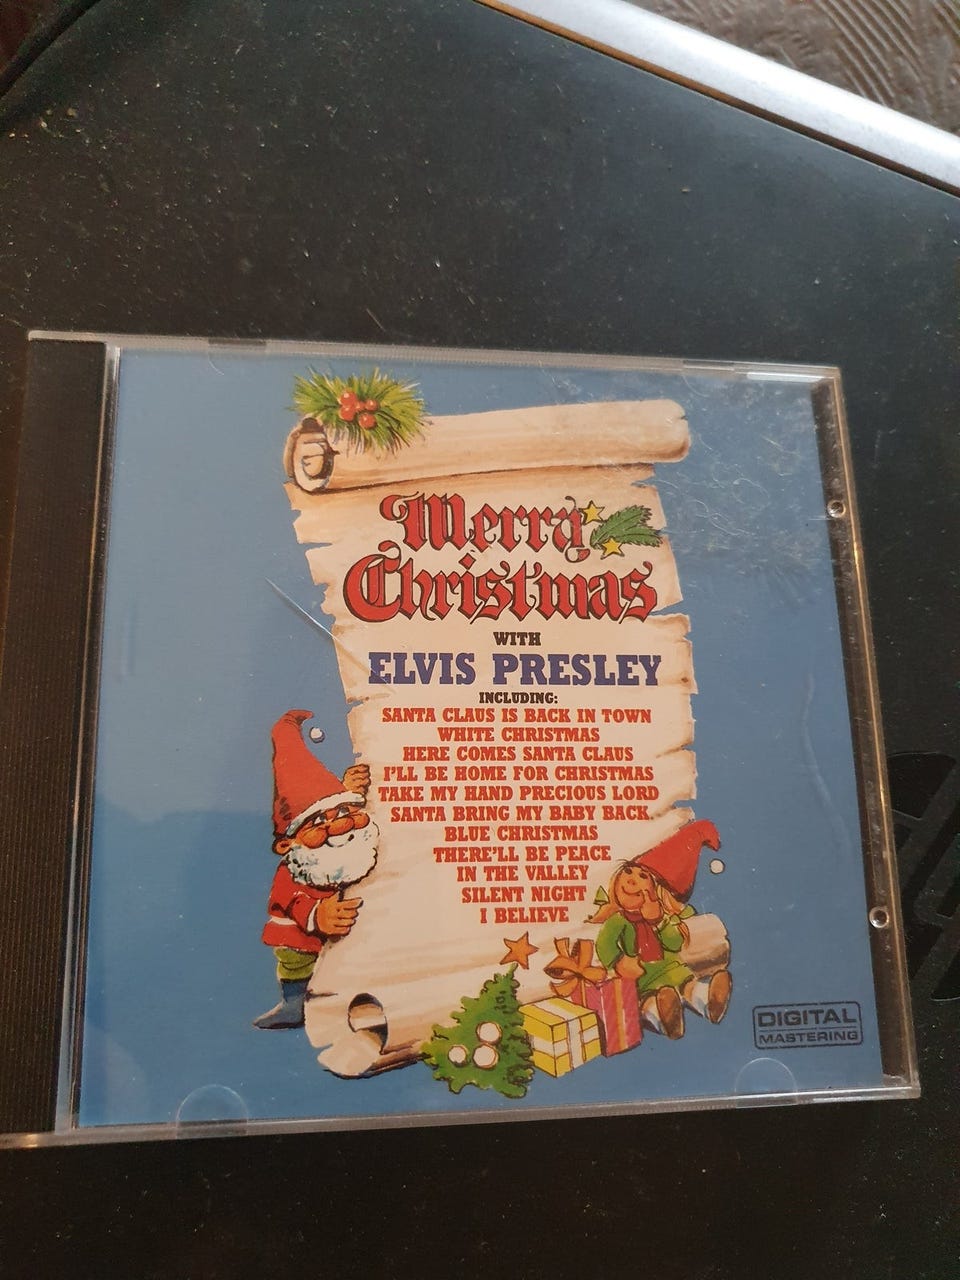 Merry
Christmas
WITH
ELVIS PRESLEY
INCLUDING:
SANTA CLAUS IS BACK IN TOWN
WHITE CHRISTMAS
HERE COMES SANTA CLAUS
I'LL BE HOME FOR CHRISTMAS
TAKE MY HAND PRECIOUS LORD
SANTA BRING MY BABY BACK
BLUE CHRISTMAS
THERE'LL BE PEACE
IN THE VALLEY
SILENT NIGHT
I BELIEVE
DIGITAL
MASTERING